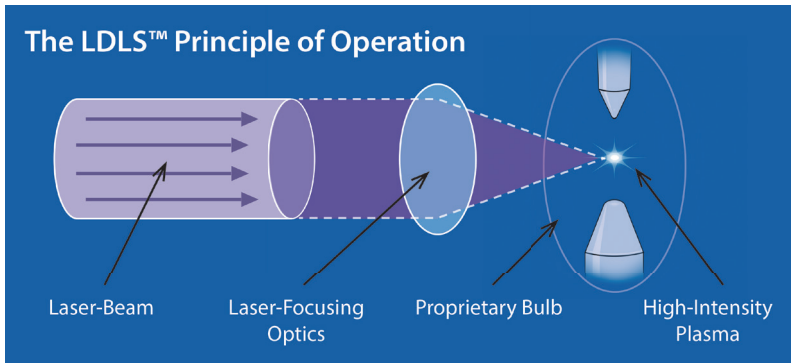 The LDLS™ Principle of Operation
Laser-Beam
Laser-Focusing
Optics
Proprietary Bulb
High-Intensity
Plasma